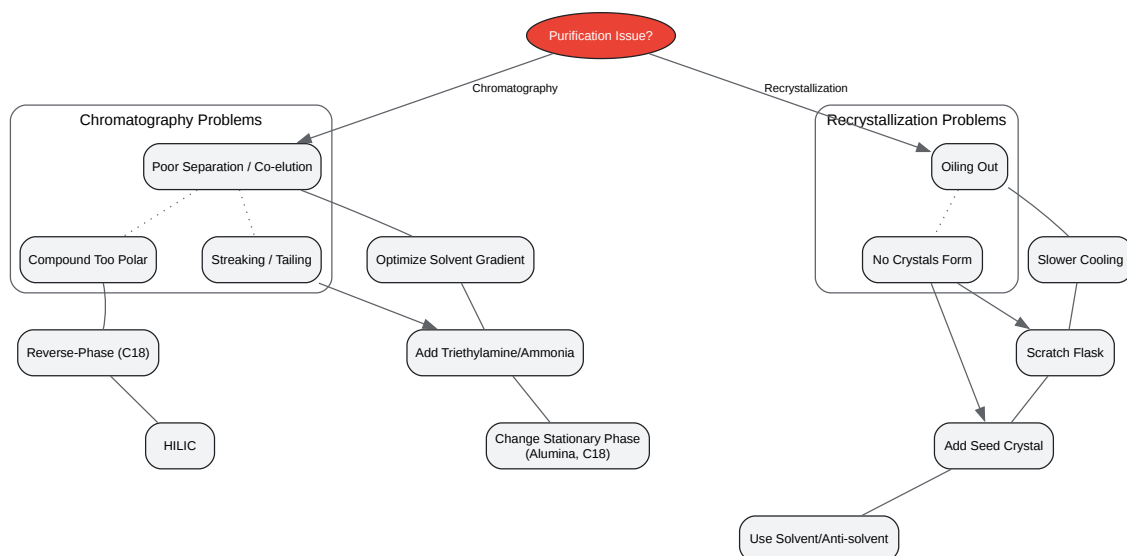 Purification Issue?
Chromatography
Recrystallization
Chromatography Problems
Recrystallization Problems
Poor Separation / Co-elution
Oiling Out
Compound Too Polar
Streaking / Tailing
Optimize Solvent Gradient
No Crystals Form
Slower Cooling
Reverse-Phase (C18)
Add Triethylamine/Ammonia
Scratch Flask
HILIC
Change Stationary Phase
(Alumina, C18)
Add Seed Crystal
Use Solvent/Anti-solvent